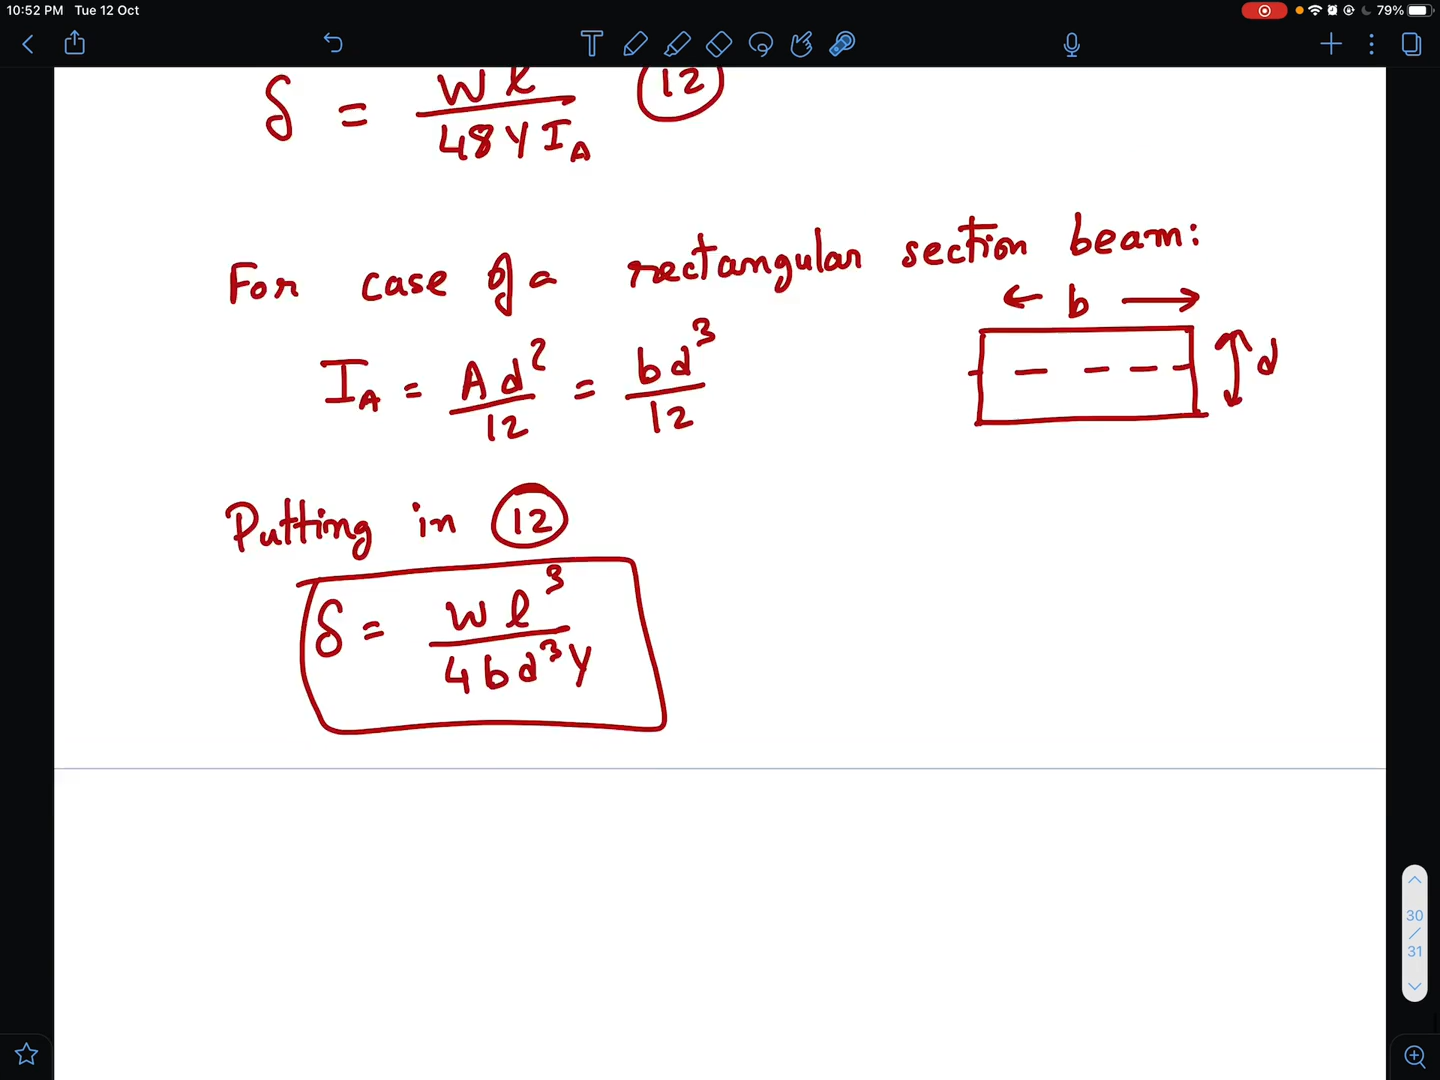 10:52 PM Tue 12 Oct 79%
δ = Wl / 48YI_A (12)
For case of a rectangular section beam:
b
d
I_A = Ad² / 12 = bd³ / 12
Putting in (12)
δ = Wl³ / 4bd³Y
30
/
31